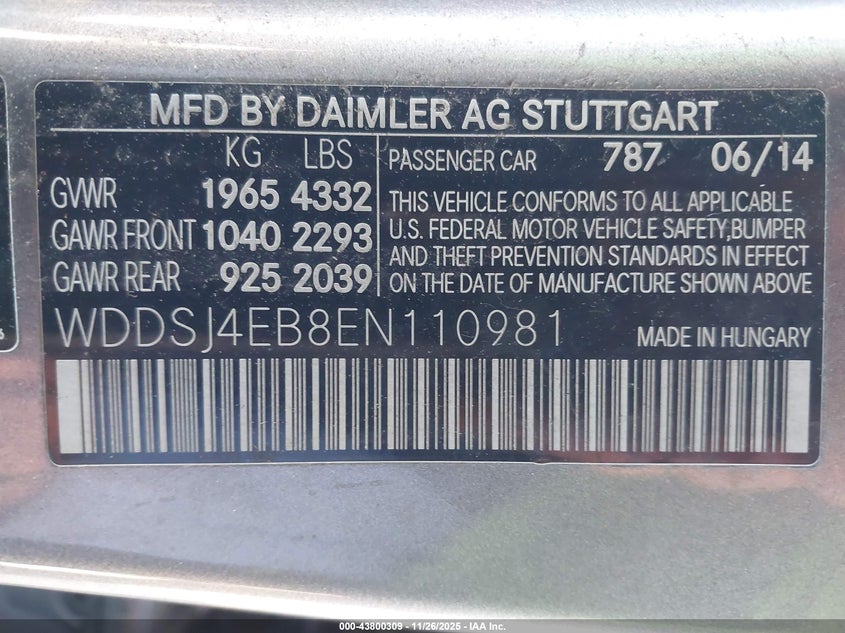 MFD BY DAIMLER AG STUTTGART
KG LBS
GVWR 1965 4332
GAWR FRONT 1040 2293
GAWR REAR 925 2039
PASSENGER CAR 787 06/14
THIS VEHICLE CONFORMS TO ALL APPLICABLE
U.S. FEDERAL MOTOR VEHICLE SAFETY,BUMPER
AND THEFT PREVENTION STANDARDS IN EFFECT
ON THE DATE OF MANUFACTURE SHOWN ABOVE
WDDSJ4EB8EN110981 MADE IN HUNGARY
000-43800309 | 11/26/2025 - IAA Inc.